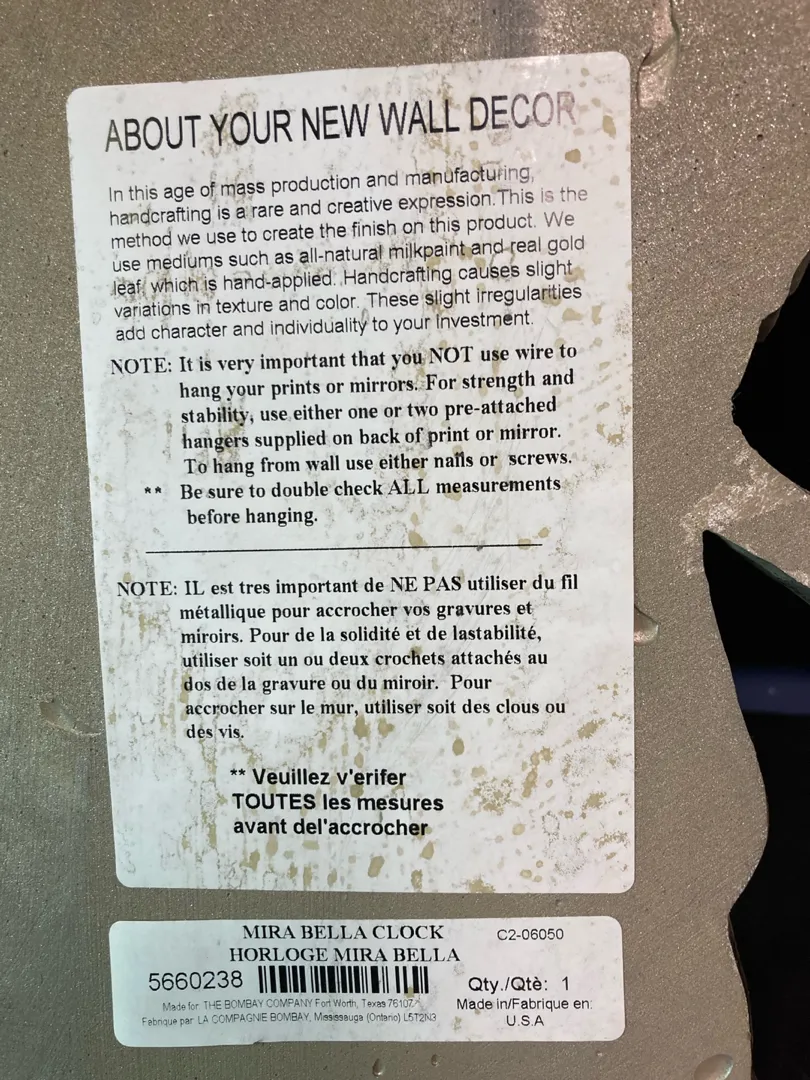 ABOUT YOUR NEW WALL DECOR
In this age of mass production and manufacturing,
handcrafting is a rare and creative expression.This is the
method we use to create the finish on this product. We
use mediums such as all-natural milkpaint and real gold
leaf, which is hand-applied. Handcrafting causes slight
variations in texture and color. These slight irregularities
add character and individuality to your investment.
NOTE: It is very important that you NOT use wire to
hang your prints or mirrors. For strength and
stability, use either one or two pre-attached
hangers supplied on back of print or mirror.
To hang from wall use either nails or screws.
** Be sure to double check ALL measurements
before hanging.
NOTE: IL est tres important de NE PAS utiliser du fil
métallique pour accrocher vos gravures et
miroirs. Pour de la solidité et de lastabilité,
utiliser soit un ou deux crochets attachés au
dos de la gravure ou du miroir. Pour
accrocher sur le mur, utiliser soit des clous ou
des vis.
** Veuillez v'erifer
TOUTES les mesures
avant del'accrocher
MIRA BELLA CLOCK C2-06050
HORLOGE MIRA BELLA
5660238 Qty./Qtè: 1
Made for: THE BOMBAY COMPANY Fort Worth, Texas 76107 Made in/Fabrique en:
Fabrique par: LA COMPAGNIE BOMBAY, Mississauga (Ontario) L5T2N3 U.S.A